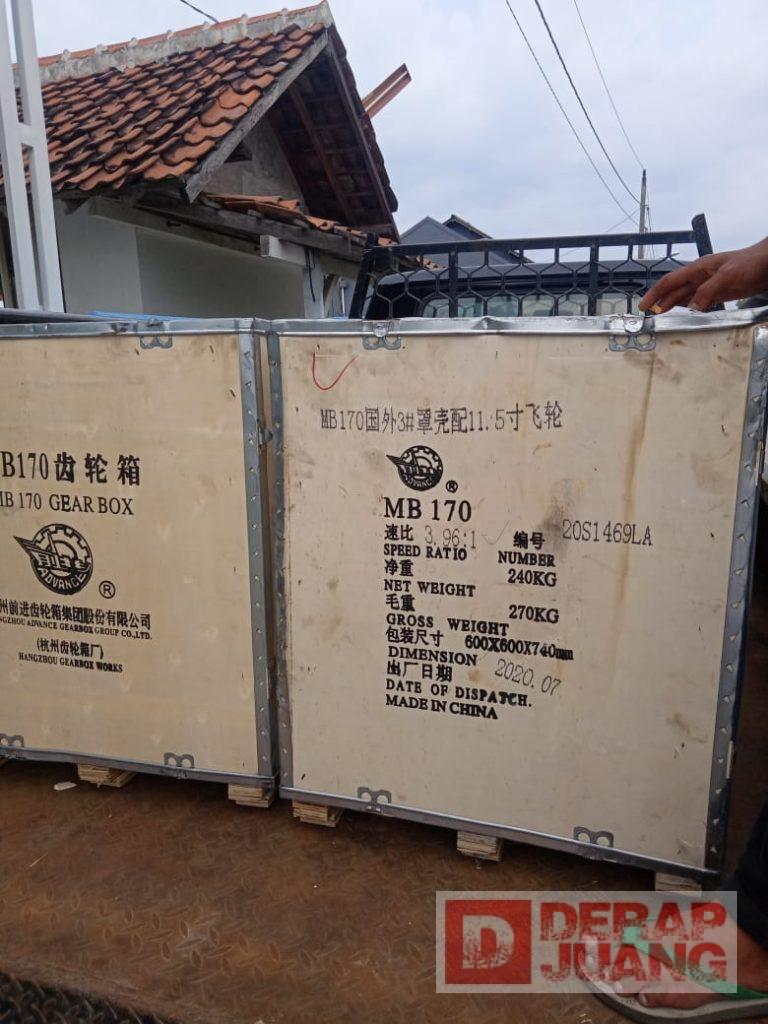 B170齿轮箱
MB 170 GEAR BOX
ADVANCE
®
州前进齿轮箱集团股份有限公司
NGZHOU ADVANCE GEARBOX GROUP CO.,LTD.
(杭州齿轮箱厂)
HANGZHOU GEARBOX WORKS
MB170国外3#罩壳配11.5寸飞轮
ADVANCE
®
MB 170
速比 3.96:1 编号 20S1469LA
SPEED RATIO NUMBER
净重 240KG
NET WEIGHT
毛重 270KG
GROSS WEIGHT
包装尺寸 600X600X740mm
DIMENSION
出厂日期 2020.07
DATE OF DISPATCH.
MADE IN CHINA
D DERAP
JUANG